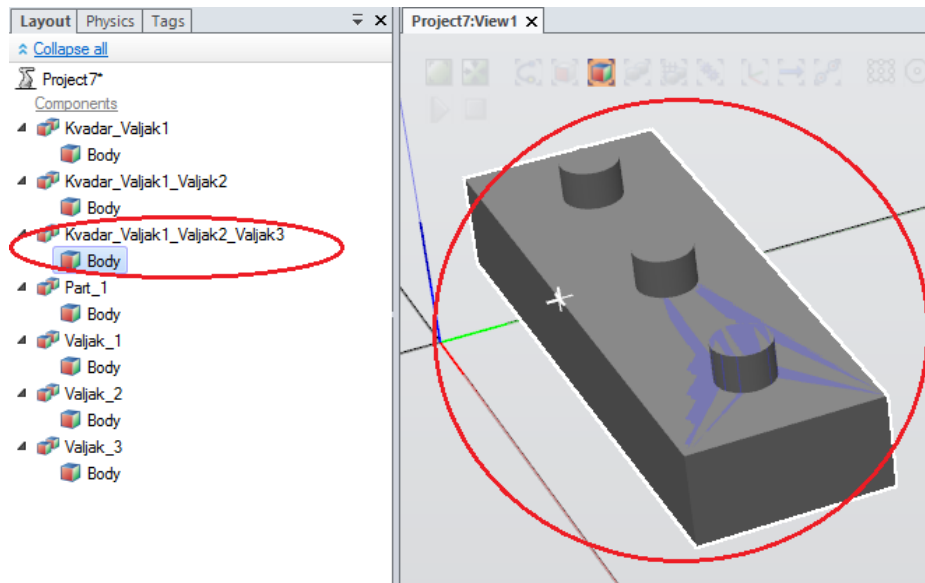 Layout Physics Tags
Project7:View1
Collapse all
Project7*
Components
Kvadar_Valjak1
Body
Kvadar_Valjak1_Valjak2
Body
Kvadar_Valjak1_Valjak2_Valjak3
Body
Part_1
Body
Valjak_1
Body
Valjak_2
Body
Valjak_3
Body